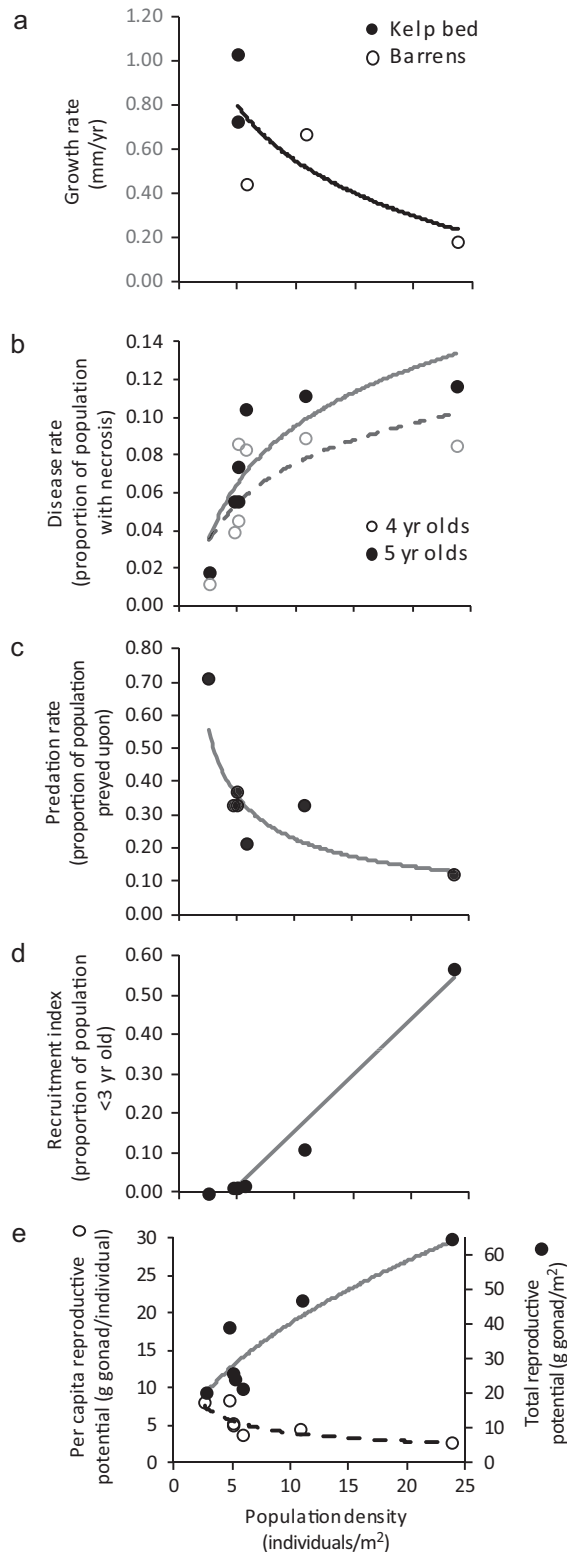 a
1.20
1.00
0.80
0.60
0.40
0.20
0.00
Growth rate
(mm/yr)
Kelp bed
Barrens
b
0.14
0.12
0.10
0.08
0.06
0.04
0.02
0.00
Disease rate
(proportion of population
with necrosis)
4 yr olds
5 yr olds
c
0.80
0.70
0.60
0.50
0.40
0.30
0.20
0.10
0.00
Predation rate
(proportion of population
preyed upon)
d
0.60
0.50
0.40
0.30
0.20
0.10
0.00
Recruitment index
(proportion of population
<3 yr old)
e
30
25
20
15
10
5
0
Per capita reproductive
potential (g gonad/individual)
60
50
40
30
20
10
0
Total reproductive
potential (g gonad/m²)
0 5 10 15 20 25
Population density
(individuals/m²)